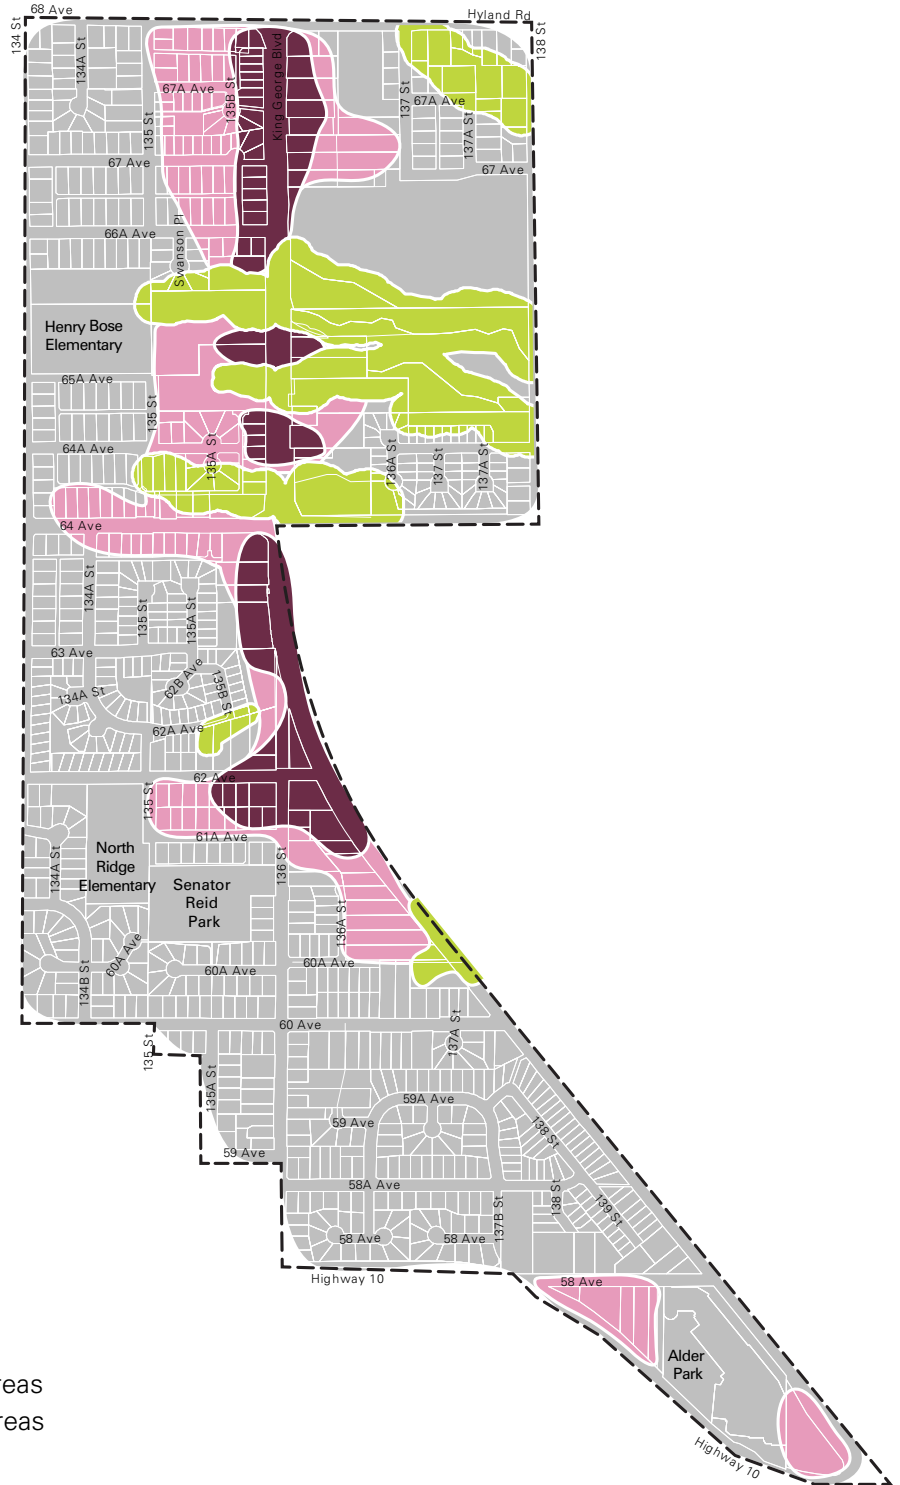 68 Ave
Hyland Rd
134 St
138 St
134A St
King George Blvd
135B St
67A Ave
137 St
67A Ave
135 St
137A St
67 Ave
67 Ave
66A Ave
Swanson Pl
Henry Bose
Elementary
65A Ave
135 St
64A Ave
135A St
136A St
137 St
137A St
64 Ave
134A St
135 St
135A St
63 Ave
62B Ave
134A St
135B St
62A Ave
62 Ave
135 St
61A Ave
North
Ridge
Elementary
134A St
136 St
Senator
Reid
Park
136A St
60A Ave
60A Ave
60A Ave
134B St
60 Ave
135 St
137A St
135A St
59A Ave
59 Ave
138 St
59 Ave
58A Ave
138 St
139 St
137B St
58 Ave
58 Ave
Highway 10
58 Ave
Alder
Park
reas
reas
Highway 10